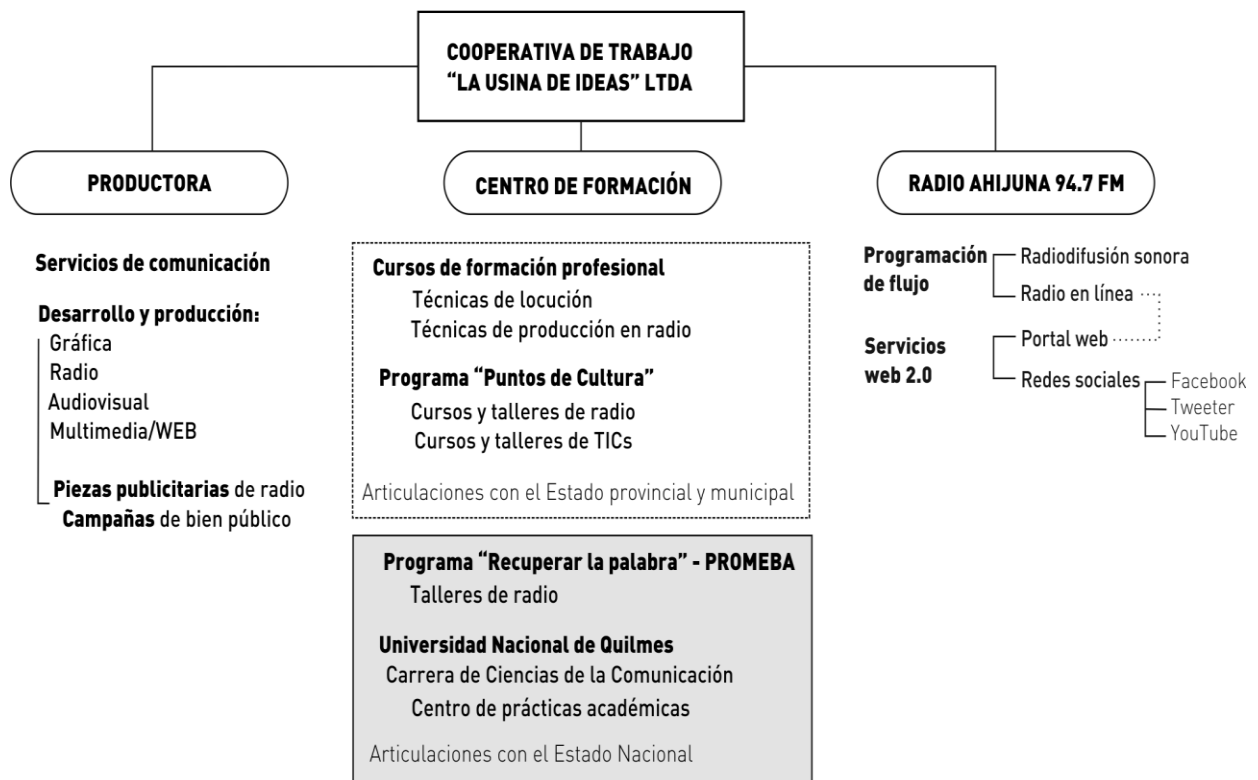 COOPERATIVA DE TRABAJO
“LA USINA DE IDEAS” LTDA
PRODUCTORA
Servicios de comunicación
Desarrollo y producción:
Gráfica
Radio
Audiovisual
Multimedia/WEB
Piezas publicitarias de radio
Campañas de bien público
CENTRO DE FORMACIÓN
Cursos de formación profesional
Técnicas de locución
Técnicas de producción en radio
Programa “Puntos de Cultura”
Cursos y talleres de radio
Cursos y talleres de TICs
Articulaciones con el Estado provincial y municipal
Programa “Recuperar la palabra” - PROMEBA
Talleres de radio
Universidad Nacional de Quilmes
Carrera de Ciencias de la Comunicación
Centro de prácticas académicas
Articulaciones con el Estado Nacional
RADIO AHIJUNA 94.7 FM
Programación
de flujo
Radiodifusión sonora
Radio en línea
Servicios
web 2.0
Portal web
Redes sociales
Facebook
Tweeter
YouTube